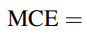 MCE =